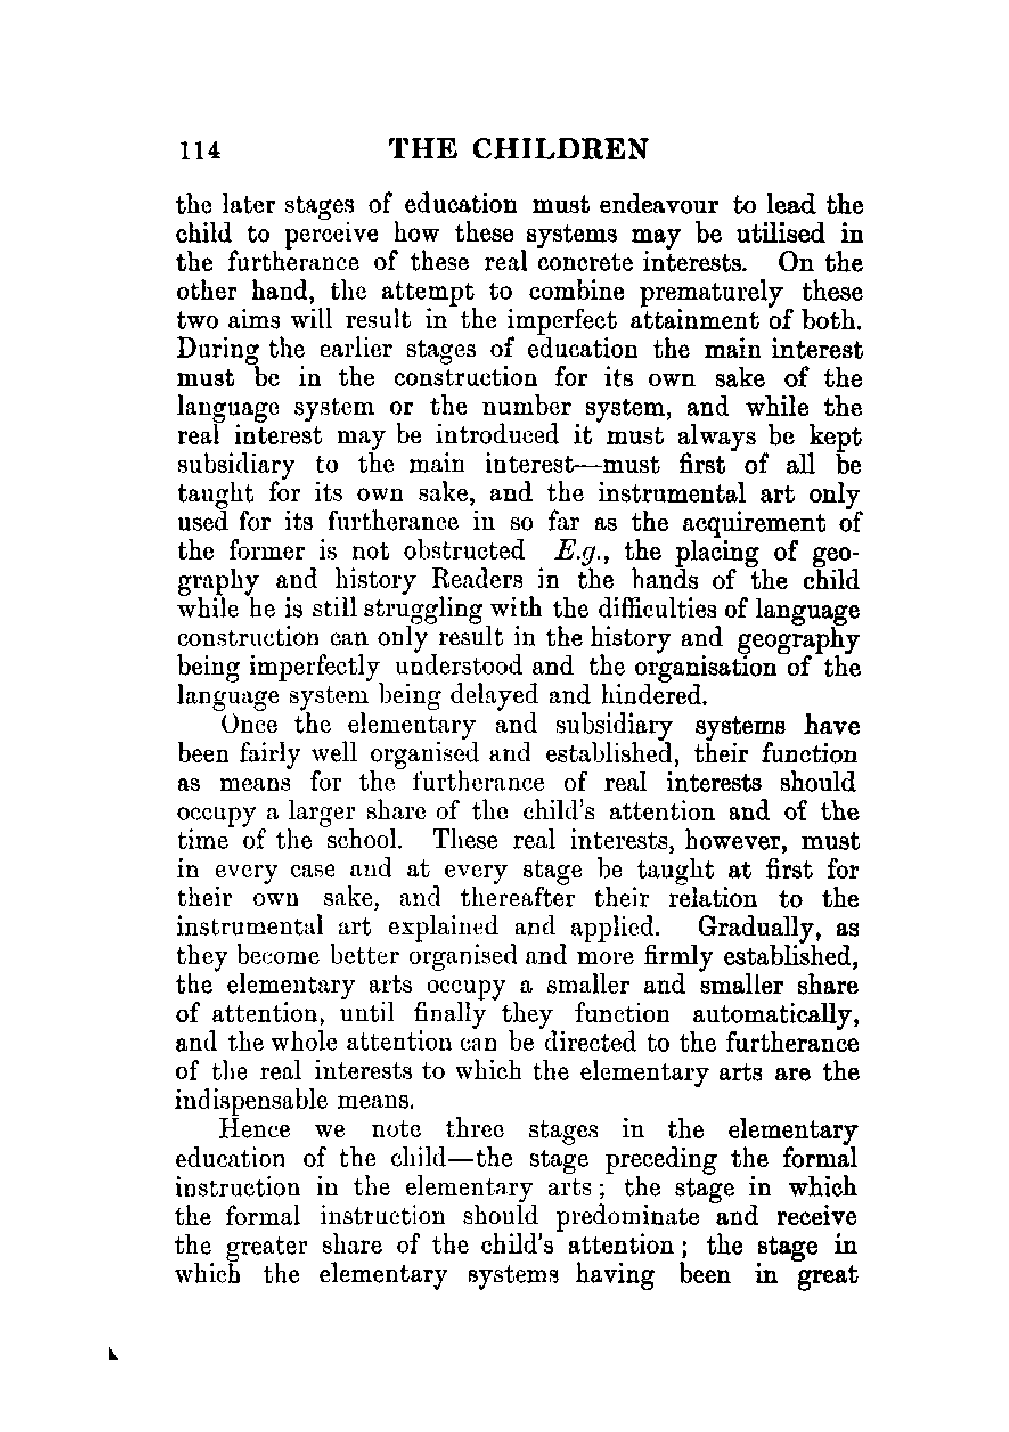 114 THE CHILDREN
the later stages of education must endeavour to lead the
child to perceive how these systems may be utilised in
the furtherance of these real concrete interests. On the
other hand, the attempt to combine prematurely these
two aims will result in the imperfect attainment of both.
During the earlier stages of education the main interest
must be in the construction for its own sake of the
language system or the number system, and while the
real interest may be introduced it must always be kept
subsidiary to the main interest—must first of all be
taught for its own sake, and the instrumental art only
used for its furtherance in so far as the acquirement of
the former is not obstructed E.g., the placing of geo-
graphy and history Readers in the hands of the child
while he is still struggling with the difficulties of language
construction can only result in the history and geography
being imperfectly understood and the organisation of the
language system being delayed and hindered.
Once the elementary and subsidiary systems have
been fairly well organised and established, their function
as means for the furtherance of real interests should
occupy a larger share of the child's attention and of the
time of the school. These real interests, however, must
in every case and at every stage be taught at first for
their own sake, and thereafter their relation to the
instrumental art explained and applied. Gradually, as
they become better organised and more firmly established,
the elementary arts occupy a smaller and smaller share
of attention, until finally they function automatically,
and the whole attention can be directed to the furtherance
of the real interests to which the elementary arts are the
indispensable means.
Hence we note three stages in the elementary
education of the child—the stage preceding the formal
instruction in the elementary arts; the stage in which
the formal instruction should predominate and receive
the greater share of the child's attention; the stage in
which the elementary systems having been in great